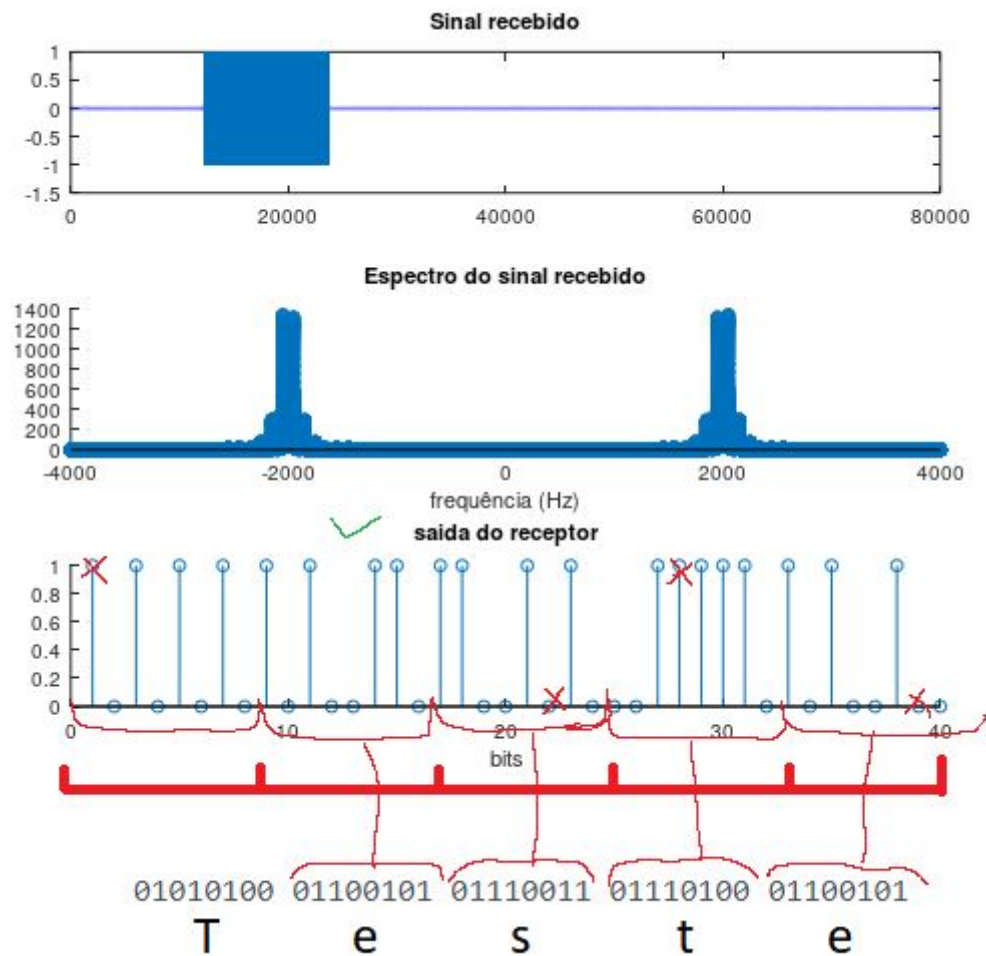 Sinal recebido
1
0.5
0
-0.5
-1
-1.5
0 20000 40000 60000 80000
Espectro do sinal recebido
1400
1200
1000
800
600
400
200
0
-4000 -2000 0 2000 4000
frequência (Hz)
saida do receptor
1
0.8
0.6
0.4
0.2
0
0 10 20 30 40
bits
01010100 01100101 01110011 01110100 01100101
T e s t e